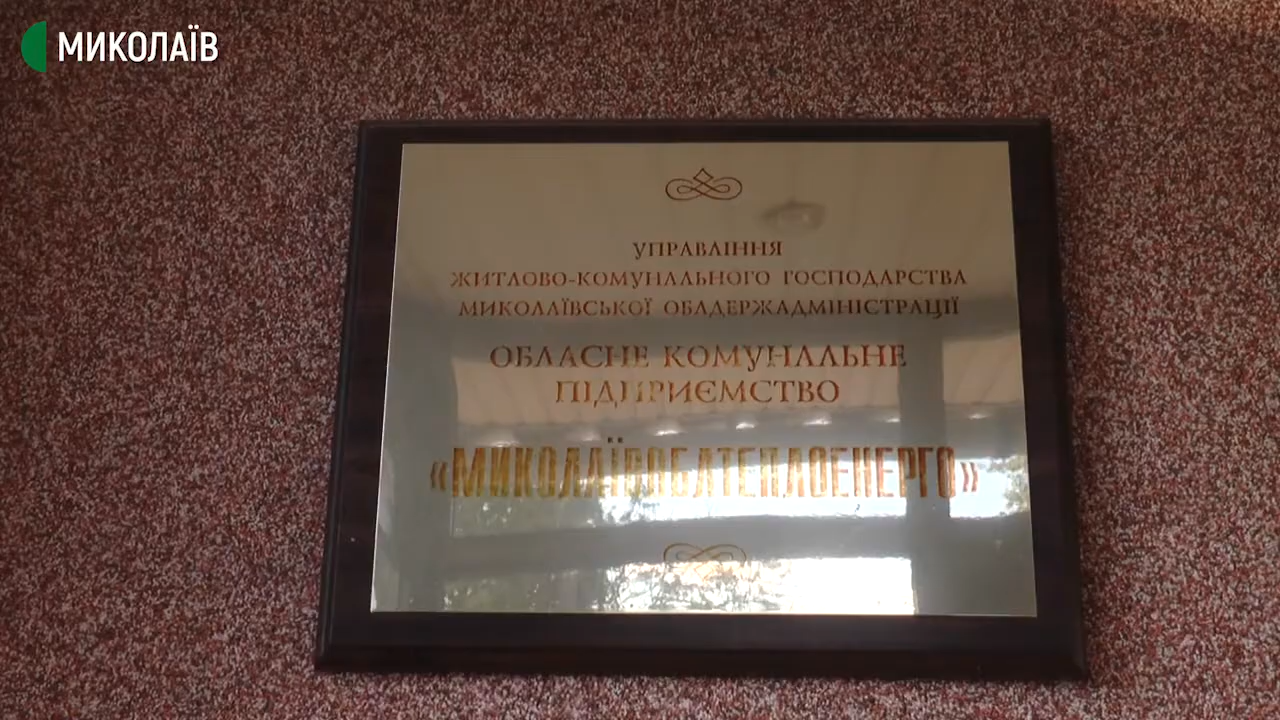 МИКОЛАЇВ
УПРАВЛІННЯ
ЖИТЛОВО-КОМУНАЛЬНОГО ГОСПОДАРСТВА
МИКОЛАЇВСЬКОЇ ОБЛДЕРЖАДМІНІСТРАЦІЇ
ОБЛАСНЕ КОМУНАЛЬНЕ
ПІДПРИЄМСТВО
«МИКОЛАЇВОБЛТЕПЛОЕНЕРГО»